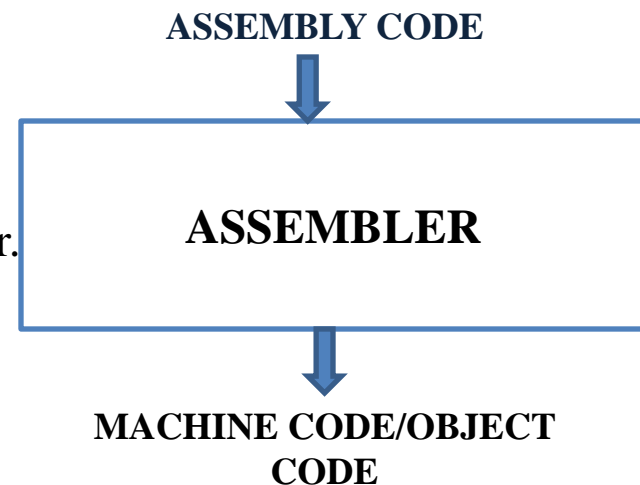 ASSEMBLY CODE
ASSEMBLER
r.
MACHINE CODE/OBJECT
CODE